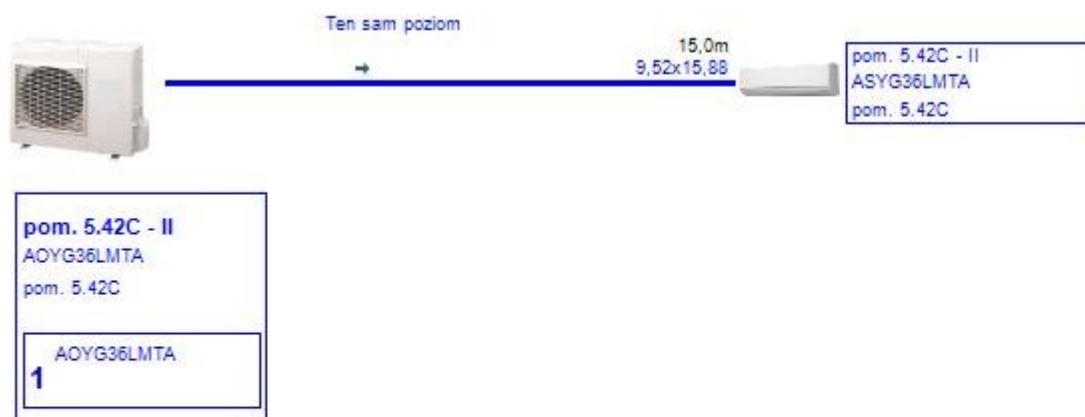 Ten sam poziom
15,0m
9,52x15,88
pom. 5.42C - II
ASYG36LMTA
pom. 5.42C
pom. 5.42C - II
AOYG36LMTA
pom. 5.42C
AOYG36LMTA
1